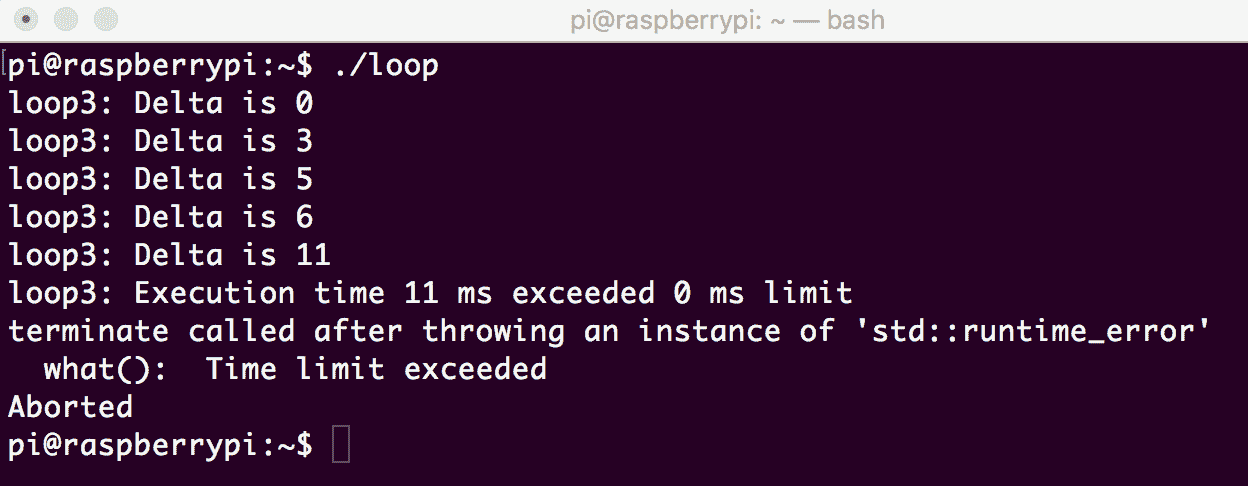 pi@raspberrypi: ~ — bash
[pi@raspberrypi:~$ ./loop
loop3: Delta is 0
loop3: Delta is 3
loop3: Delta is 5
loop3: Delta is 6
loop3: Delta is 11
loop3: Execution time 11 ms exceeded 0 ms limit
terminate called after throwing an instance of 'std::runtime_error'
  what():  Time limit exceeded
Aborted
pi@raspberrypi:~$